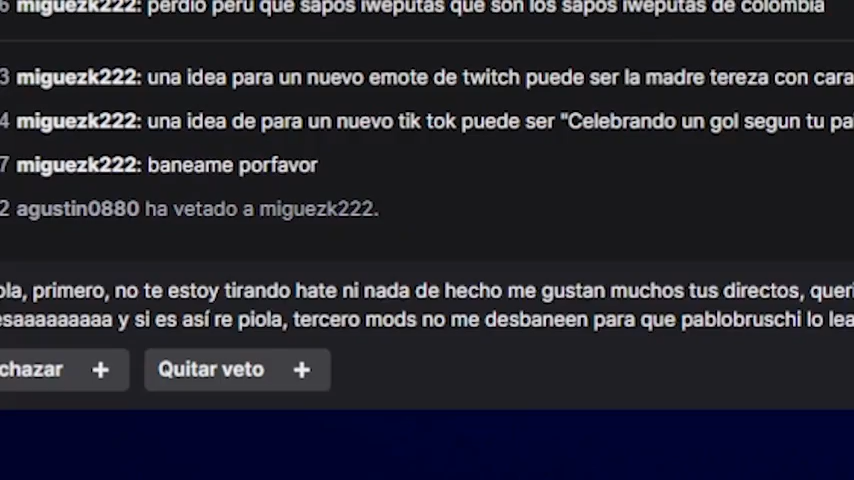 6 miguezk222: perdio peru que sapos iweputas que son los sapos iweputas de colombia
3 miguezk222: una idea para un nuevo emote de twitch puede ser la madre tereza con cara
4 miguezk222: una idea de para un nuevo tik tok puede ser "Celebrando un gol segun tu pa
7 miguezk222: baneame porfavor
2 agustin0880 ha vetado a miguezk222.
ola, primero, no te estoy tirando hate ni nada de hecho me gustan muchos tus directos, queri
esaaaaaaaaa y si es así re piola, tercero mods no me desbaneen para que pablobruschi lo lea
chazar + Quitar veto +